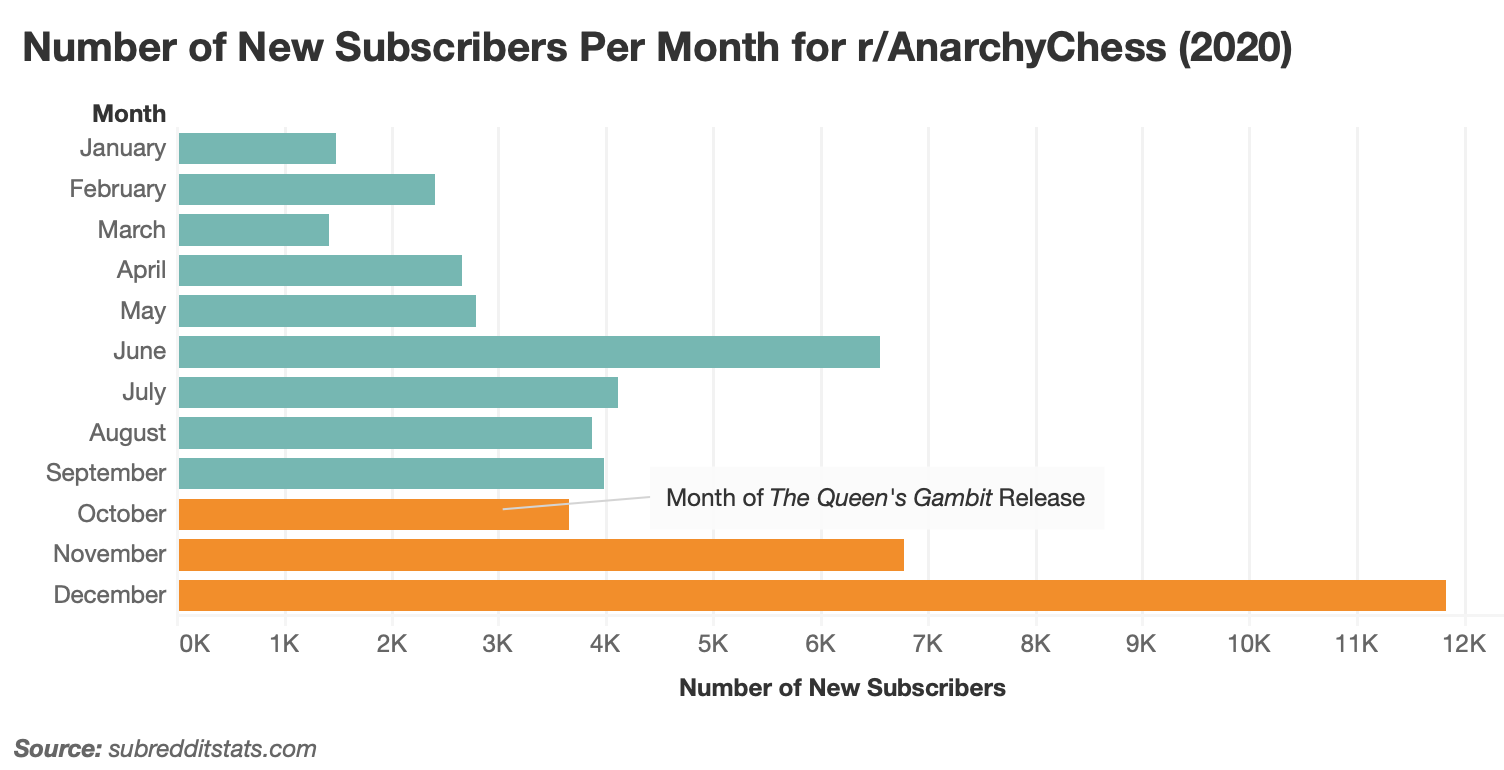 Number of New Subscribers Per Month for r/AnarchyChess (2020)
Month
January
February
March
April
May
June
July
August
September
Month of The Queen's Gambit Release
October
November
December
0K 1K 2K 3K 4K 5K 6K 7K 8K 9K 10K 11K 12K
Number of New Subscribers
Source: subredditstats.com